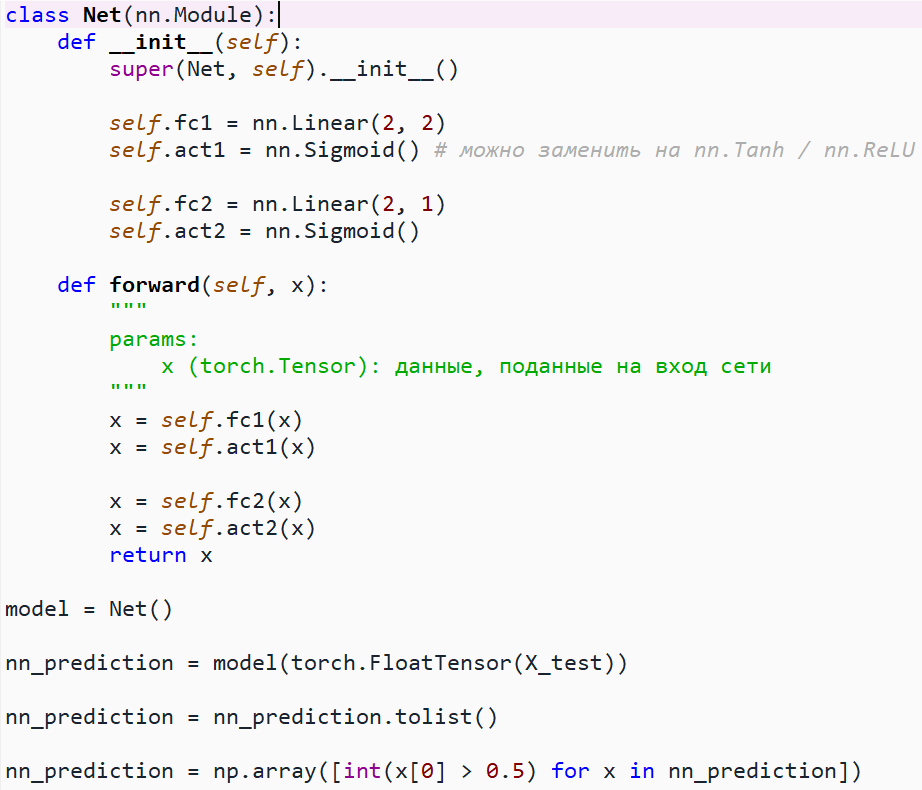 class Net(nn.Module):
    def __init__(self):
        super(Net, self).__init__()

        self.fc1 = nn.Linear(2, 2)
        self.act1 = nn.Sigmoid() # можно заменить на nn.Tanh / nn.ReLU

        self.fc2 = nn.Linear(2, 1)
        self.act2 = nn.Sigmoid()

    def forward(self, x):
        """
        params:
            x (torch.Tensor): данные, поданные на вход сети
        """
        x = self.fc1(x)
        x = self.act1(x)

        x = self.fc2(x)
        x = self.act2(x)
        return x

model = Net()

nn_prediction = model(torch.FloatTensor(X_test))

nn_prediction = nn_prediction.tolist()

nn_prediction = np.array([int(x[0] > 0.5) for x in nn_prediction])